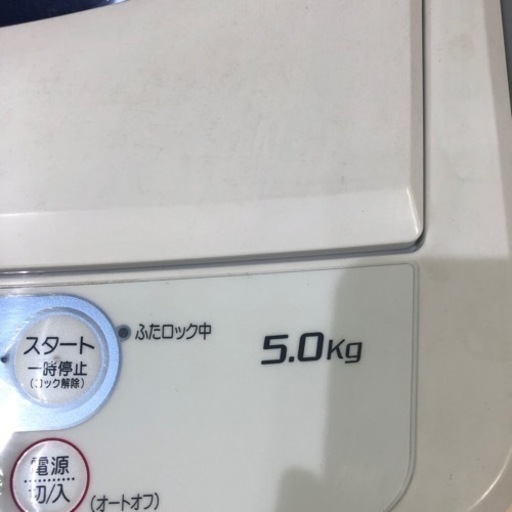 ふたロック中
スタート
一時停止
(ロック解除)
5.0Kg
電源
切/入
(オートオフ)